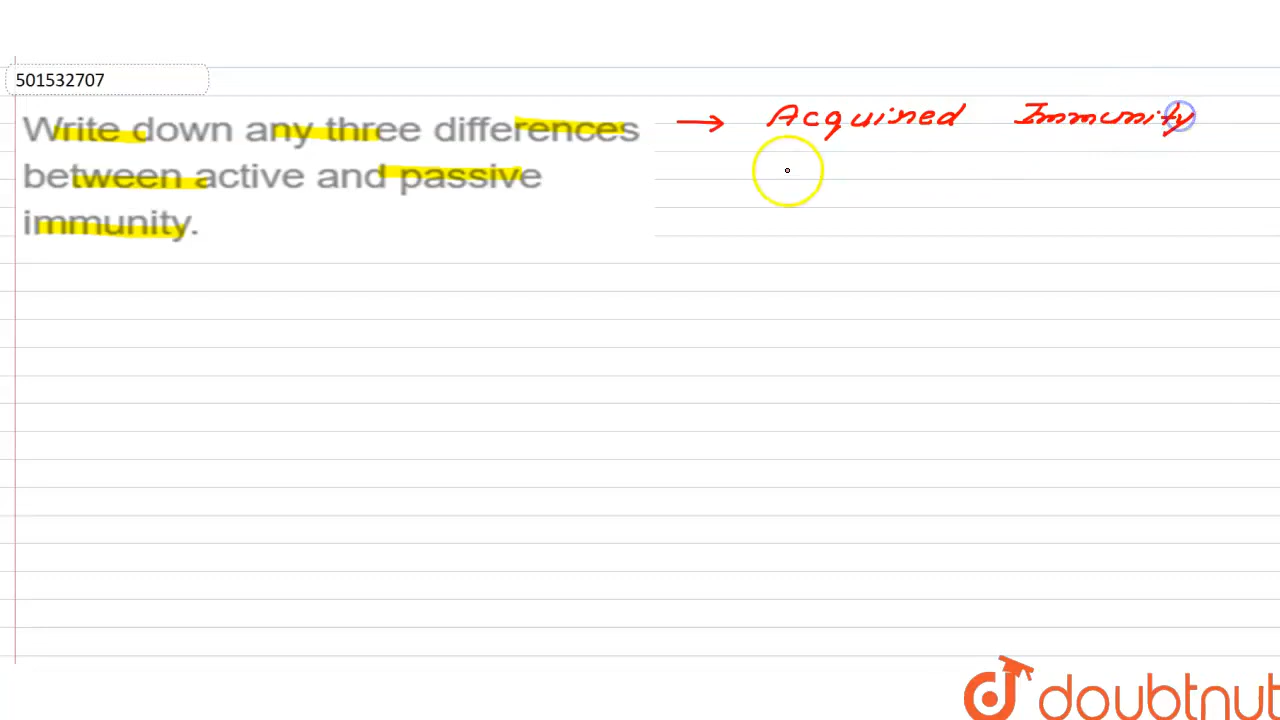 501532707
Write down any three differences
between active and passive
immunity.
→ Acquired Immunity
doubtnut